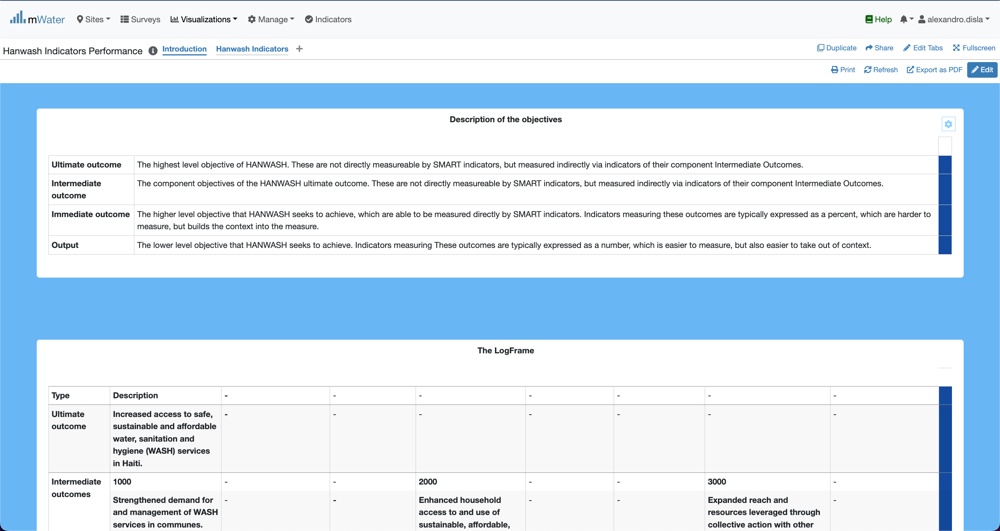 mWater Sites Surveys Visualizations Manage Indicators Help alexandro.disla
Hanwash Indicators Performance Introduction Hanwash Indicators + Duplicate Share Edit Tabs Fullscreen
Print Refresh Export as PDF Edit
Description of the objectives
Ultimate outcome The highest level objective of HANWASH. These are not directly measureable by SMART indicators, but measured indirectly via indicators of their component Intermediate Outcomes.
Intermediate The component objectives of the HANWASH ultimate outcome. These are not directly measureable by SMART indicators, but measured indirectly via indicators of their component Intermediate Outcomes.
outcome
Immediate outcome The higher level objective that HANWASH seeks to achieve, which are able to be measured directly by SMART indicators. Indicators measuring these outcomes are typically expressed as a percent, which are harder to
measure, but builds the context into the measure.
Output The lower level objective that HANWASH seeks to achieve. Indicators measuring These outcomes are typically expressed as a number, which is easier to measure, but also easier to take out of context.
The LogFrame
Type Description - - - - - - -
Ultimate Increased access to safe, - - - - - - -
outcome sustainable and affordable
water, sanitation and
hygiene (WASH) services
in Haiti.
Intermediate 1000 - - 2000 - - 3000 -
outcomes
Strengthened demand for - - Enhanced household - - Expanded reach and -
and management of WASH access to and use of resources leveraged through
services in communes. sustainable, affordable, collective action with other